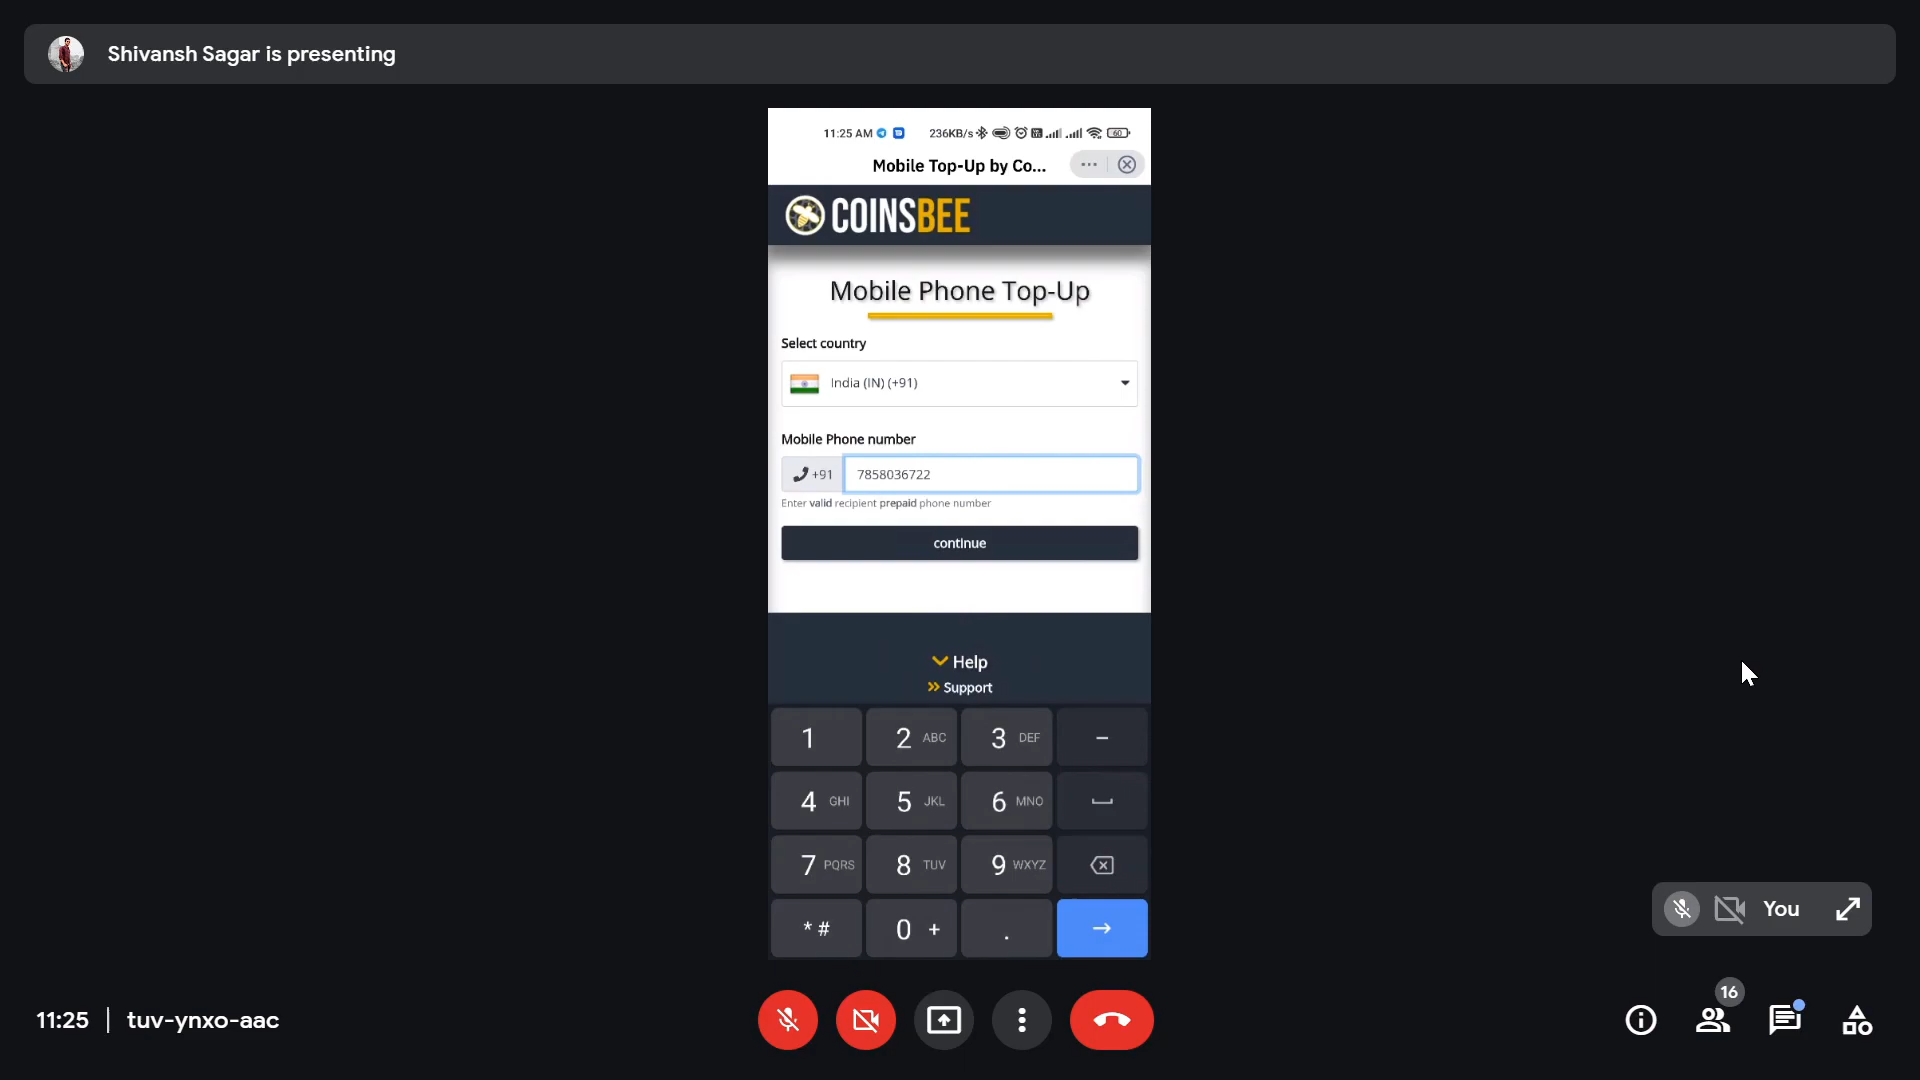 Shivansh Sagar is presenting
11:25 AM 236KB/s 60
Mobile Top-Up by Co...
COINSBEE
Mobile Phone Top-Up
Select country
India (IN) (+91)
Mobile Phone number
+91 7858036722
Enter valid recipient prepaid phone number
continue
Help
Support
1 2 ABC 3 DEF -
4 GHI 5 JKL 6 MNO
7 PQRS 8 TUV 9 WXYZ
* # 0 + .
You
16
11:25 | tuv-ynxo-aac